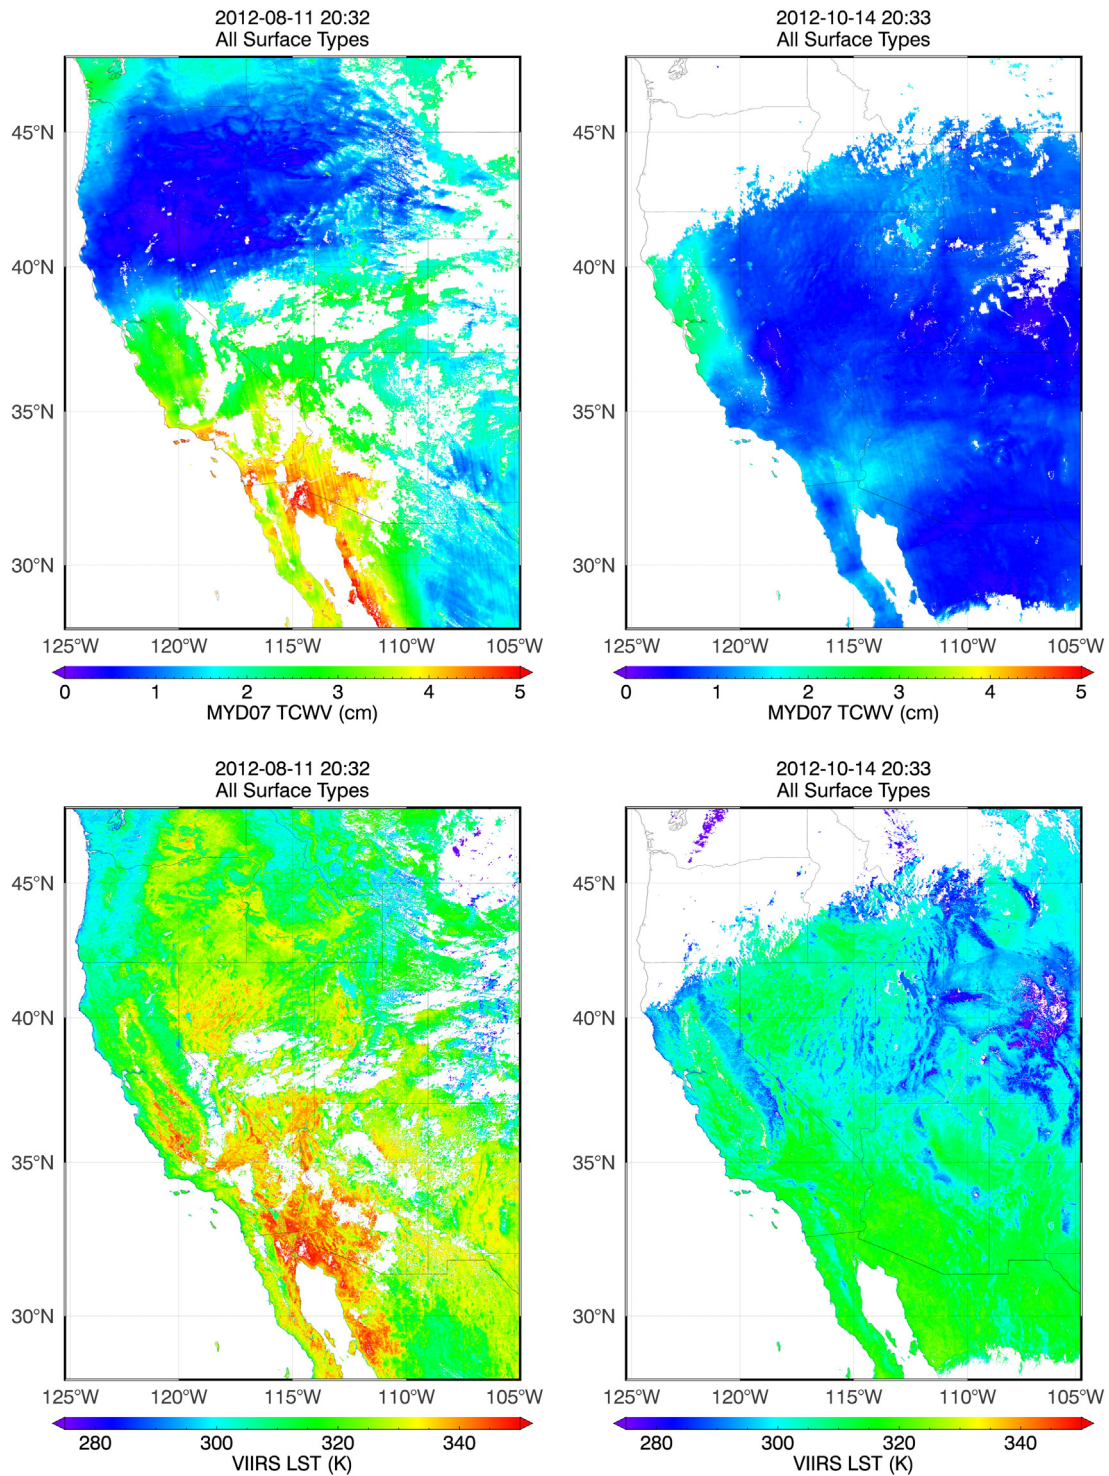 2012-08-11 20:32
All Surface Types
45°N
40°N
35°N
30°N
125°W 120°W 115°W 110°W 105°W
0 1 2 3 4 5
MYD07 TCWV (cm)
2012-10-14 20:33
All Surface Types
45°N
40°N
35°N
30°N
125°W 120°W 115°W 110°W 105°W
0 1 2 3 4 5
MYD07 TCWV (cm)
2012-08-11 20:32
All Surface Types
45°N
40°N
35°N
30°N
125°W 120°W 115°W 110°W 105°W
280 300 320 340
VIIRS LST (K)
2012-10-14 20:33
All Surface Types
45°N
40°N
35°N
30°N
125°W 120°W 115°W 110°W 105°W
280 300 320 340
VIIRS LST (K)